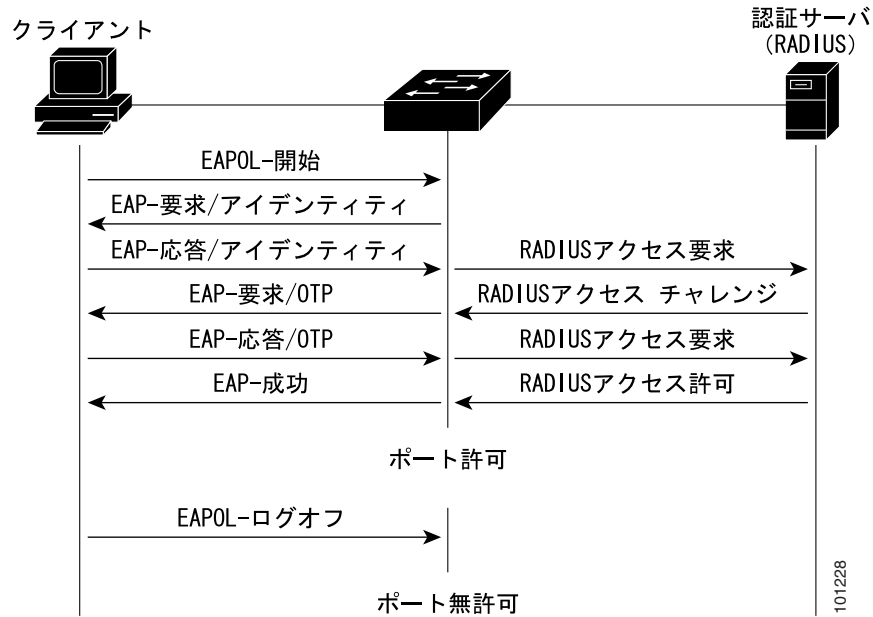 クライアント
認証サーバ
(RADIUS)
EAPOL-開始
EAP-要求/アイデンティティ
EAP-応答/アイデンティティ
RADIUSアクセス要求
EAP-要求/OTP
RADIUSアクセス チャレンジ
EAP-応答/OTP
RADIUSアクセス要求
EAP-成功
RADIUSアクセス許可
ポート許可
EAPOL-ログオフ
ポート無許可
101228